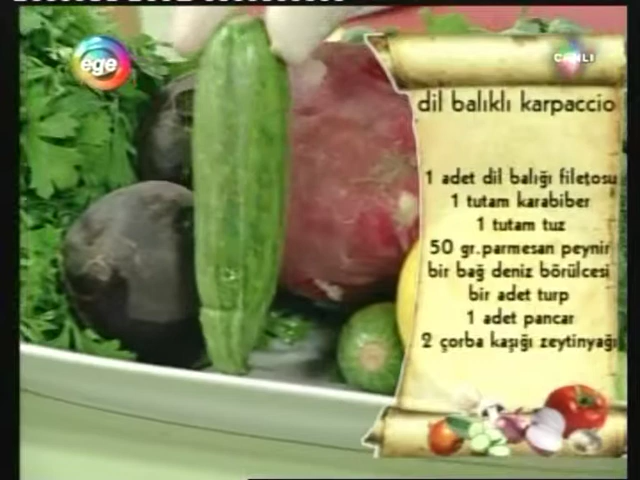 ege
CANLI
dil balıklı karpaccio
1 adet dil balığı filetosu
1 tutam karabiber
1 tutam tuz
50 gr.parmesan peynir
bir bağ deniz börülcesi
bir adet turp
1 adet pancar
2 çorba kaşığı zeytinyağı